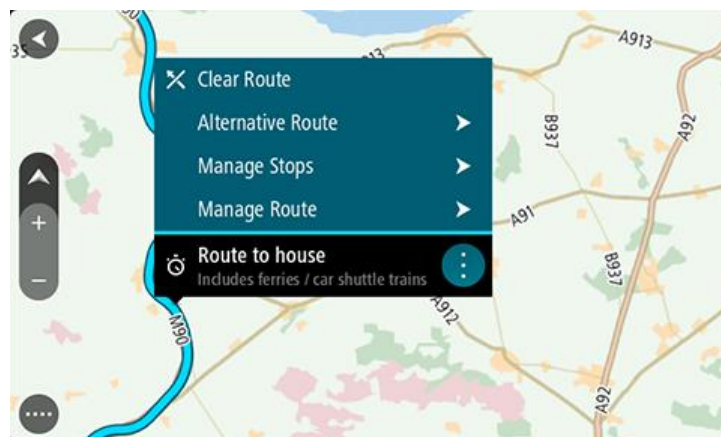 A913
A913
Clear Route
Alternative Route
B937
A92
Manage Stops
Manage Route
A91
Route to house
Includes ferries / car shuttle trains
B937
A912
M90
A92